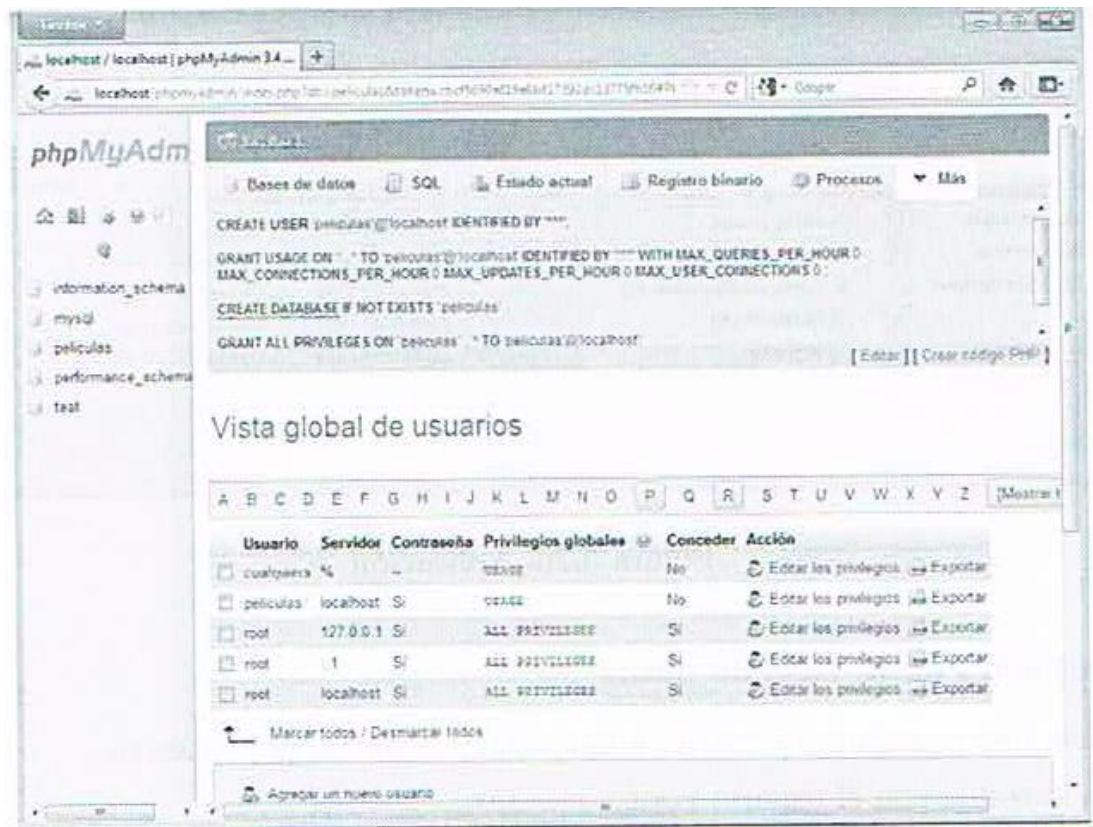 localhost / localhost | phpMyAdmin 3.4...
localhost
phpMyAdm
Bases de datos SQL Estado actual Registro binario Procesos Más
CREATE USER 'peliculas'@'localhost' IDENTIFIED BY '***';
GRANT USAGE ON *.* TO 'peliculas'@'localhost' IDENTIFIED BY '***' WITH MAX_QUERIES_PER_HOUR 0
MAX_CONNECTIONS_PER_HOUR 0 MAX_UPDATES_PER_HOUR 0 MAX_USER_CONNECTIONS 0 ;
CREATE DATABASE IF NOT EXISTS `peliculas` ;
GRANT ALL PRIVILEGES ON `peliculas` . * TO 'peliculas'@'localhost'
[ Editar ] [ Crear código PHP ]
information_schema
mysql
peliculas
performance_schema
test
Vista global de usuarios
A B C D E F G H I J K L M N O P Q R S T U V W X Y Z [Mostrar t
Usuario Servidor Contraseña Privilegios globales Conceder Acción
cualquiera % -- USAGE No Editar los privilegios Exportar
peliculas localhost Sí USAGE No Editar los privilegios Exportar
root 127.0.0.1 Sí ALL PRIVILEGES Sí Editar los privilegios Exportar
root 1 Sí ALL PRIVILEGES Sí Editar los privilegios Exportar
root localhost Sí ALL PRIVILEGES Sí Editar los privilegios Exportar
Marcar todos / Desmarcar todos
Agregar un nuevo usuario